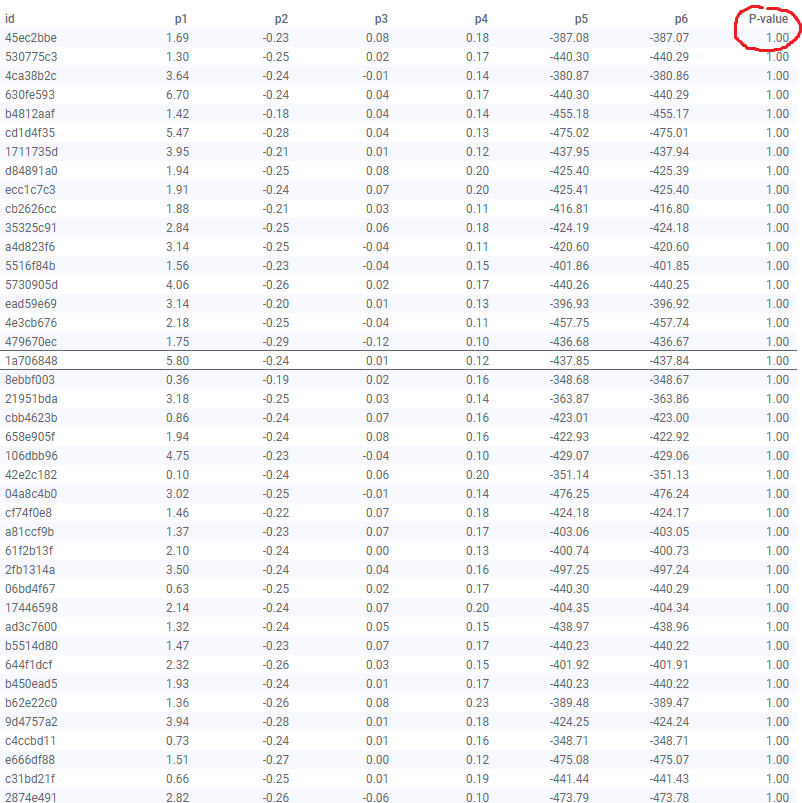 id p1 p2 p3 p4 p5 p6 P-value
45ec2bbe 1.69 -0.23 0.08 0.18 -387.08 -387.07 1.00
530775c3 1.30 -0.25 0.02 0.17 -440.30 -440.29 1.00
4ca38b2c 3.64 -0.24 -0.01 0.14 -380.87 -380.86 1.00
630fe593 6.70 -0.24 0.04 0.17 -440.30 -440.29 1.00
b4812aaf 1.42 -0.18 0.04 0.14 -455.18 -455.17 1.00
cd1d4f35 5.47 -0.28 0.04 0.13 -475.02 -475.01 1.00
1711735d 3.95 -0.21 0.01 0.12 -437.95 -437.94 1.00
d84891a0 1.94 -0.25 0.08 0.20 -425.40 -425.39 1.00
ecc1c7c3 1.91 -0.24 0.07 0.20 -425.41 -425.40 1.00
cb2626cc 1.88 -0.21 0.03 0.11 -416.81 -416.80 1.00
35325c91 2.84 -0.25 0.06 0.18 -424.19 -424.18 1.00
a4d823f6 3.14 -0.25 -0.04 0.11 -420.60 -420.60 1.00
5516f84b 1.56 -0.23 -0.04 0.15 -401.86 -401.85 1.00
5730905d 4.06 -0.26 0.02 0.17 -440.26 -440.25 1.00
ead59e69 3.14 -0.20 0.01 0.13 -396.93 -396.92 1.00
4e3cb676 2.18 -0.25 -0.04 0.11 -457.75 -457.74 1.00
479670ec 1.75 -0.29 -0.12 0.10 -436.68 -436.67 1.00
1a706848 5.80 -0.24 0.01 0.12 -437.85 -437.84 1.00
8ebbf003 0.36 -0.19 0.02 0.16 -348.68 -348.67 1.00
21951bda 3.18 -0.25 0.03 0.14 -363.87 -363.86 1.00
cbb4623b 0.86 -0.24 0.07 0.16 -423.01 -423.00 1.00
658e905f 1.94 -0.24 0.08 0.16 -422.93 -422.92 1.00
106dbb96 4.75 -0.23 -0.04 0.10 -429.07 -429.06 1.00
42e2c182 0.10 -0.24 0.06 0.20 -351.14 -351.13 1.00
04a8c4b0 3.02 -0.25 -0.01 0.14 -476.25 -476.24 1.00
cf74f0e8 1.46 -0.22 0.07 0.18 -424.18 -424.17 1.00
a81ccf9b 1.37 -0.23 0.07 0.17 -403.06 -403.05 1.00
61f2b13f 2.10 -0.24 0.00 0.13 -400.74 -400.73 1.00
2fb1314a 3.50 -0.24 0.04 0.16 -497.25 -497.24 1.00
06bd4f67 0.63 -0.25 0.02 0.17 -440.30 -440.29 1.00
17446598 2.14 -0.24 0.07 0.20 -404.35 -404.34 1.00
ad3c7600 1.32 -0.24 0.05 0.15 -438.97 -438.96 1.00
b5514d80 1.47 -0.23 0.07 0.17 -440.23 -440.22 1.00
644f1dcf 2.32 -0.26 0.03 0.15 -401.92 -401.91 1.00
b450ead5 1.93 -0.24 0.01 0.17 -440.23 -440.22 1.00
b62e22c0 1.36 -0.26 0.08 0.23 -389.48 -389.47 1.00
9d4757a2 3.94 -0.28 0.01 0.18 -424.25 -424.24 1.00
c4ccbd11 0.73 -0.24 0.01 0.16 -348.71 -348.71 1.00
e666df88 1.51 -0.27 0.00 0.12 -475.08 -475.07 1.00
c31bd21f 0.66 -0.25 0.01 0.19 -441.44 -441.43 1.00
2874e491 2.82 -0.26 -0.06 0.10 -473.79 -473.78 1.00